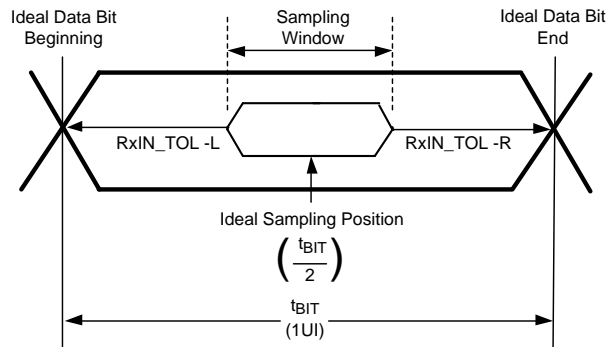 Ideal Data Bit
Beginning
Sampling
Window
Ideal Data Bit
End
RxIN_TOL -L
RxIN_TOL -R
Ideal Sampling Position
(tBIT
2)
tBIT
(1UI)